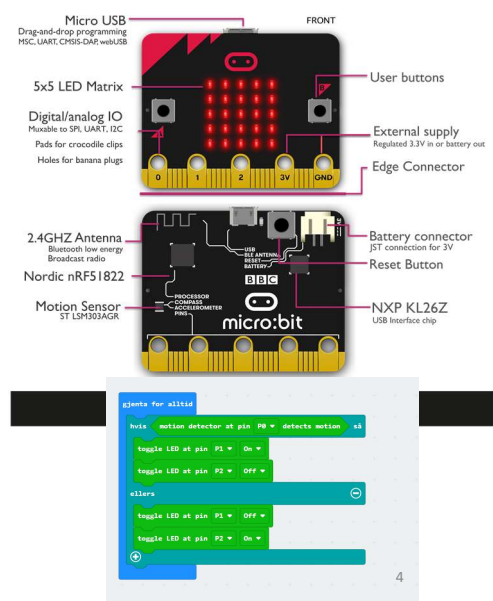 Micro USB
Drag-and-drop programming
MSC, UART, CMSIS-DAP, webUSB
FRONT
5x5 LED Matrix
User buttons
B
Digital/analog IO
Muxable to SPI, UART, I2C
Pads for crocodile clips
Holes for banana plugs
A
External supply
Regulated 3.3V in or battery out
0 1 2 3V GND
Edge Connector
2.4GHZ Antenna
Bluetooth low energy
Broadcast radio
Battery connector
JST connection for 3V
USB
BLE ANTENNA
RESET
BATTERY
Reset Button
Nordic nRF51822
BBC
micro:bit
PROCESSOR
COMPASS
ACCELEROMETER
PINS
Motion Sensor
ST LSM303AGR
NXP KL26Z
USB Interface chip
gjenta for alltid
hvis motion detector at pin P0 detects motion så
toggle LED at pin P1 On
toggle LED at pin P2 Off
ellers
toggle LED at pin P1 Off
toggle LED at pin P2 On
4